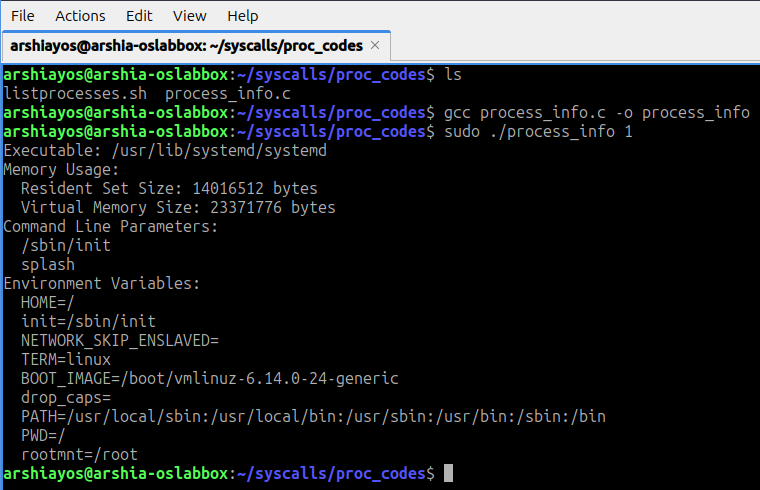 File Actions Edit View Help
arshiayos@arshia-oslabbox: ~/syscalls/proc_codes ×
arshiayos@arshia-oslabbox:~/syscalls/proc_codes$ ls
listprocesses.sh  process_info.c
arshiayos@arshia-oslabbox:~/syscalls/proc_codes$ gcc process_info.c -o process_info
arshiayos@arshia-oslabbox:~/syscalls/proc_codes$ sudo ./process_info 1
Executable: /usr/lib/systemd/systemd
Memory Usage:
  Resident Set Size: 14016512 bytes
  Virtual Memory Size: 23371776 bytes
Command Line Parameters:
  /sbin/init
  splash
Environment Variables:
  HOME=/
  init=/sbin/init
  NETWORK_SKIP_ENSLAVED=
  TERM=linux
  BOOT_IMAGE=/boot/vmlinuz-6.14.0-24-generic
  drop_caps=
  PATH=/usr/local/sbin:/usr/local/bin:/usr/sbin:/usr/bin:/sbin:/bin
  PWD=/
  rootmnt=/root
arshiayos@arshia-oslabbox:~/syscalls/proc_codes$